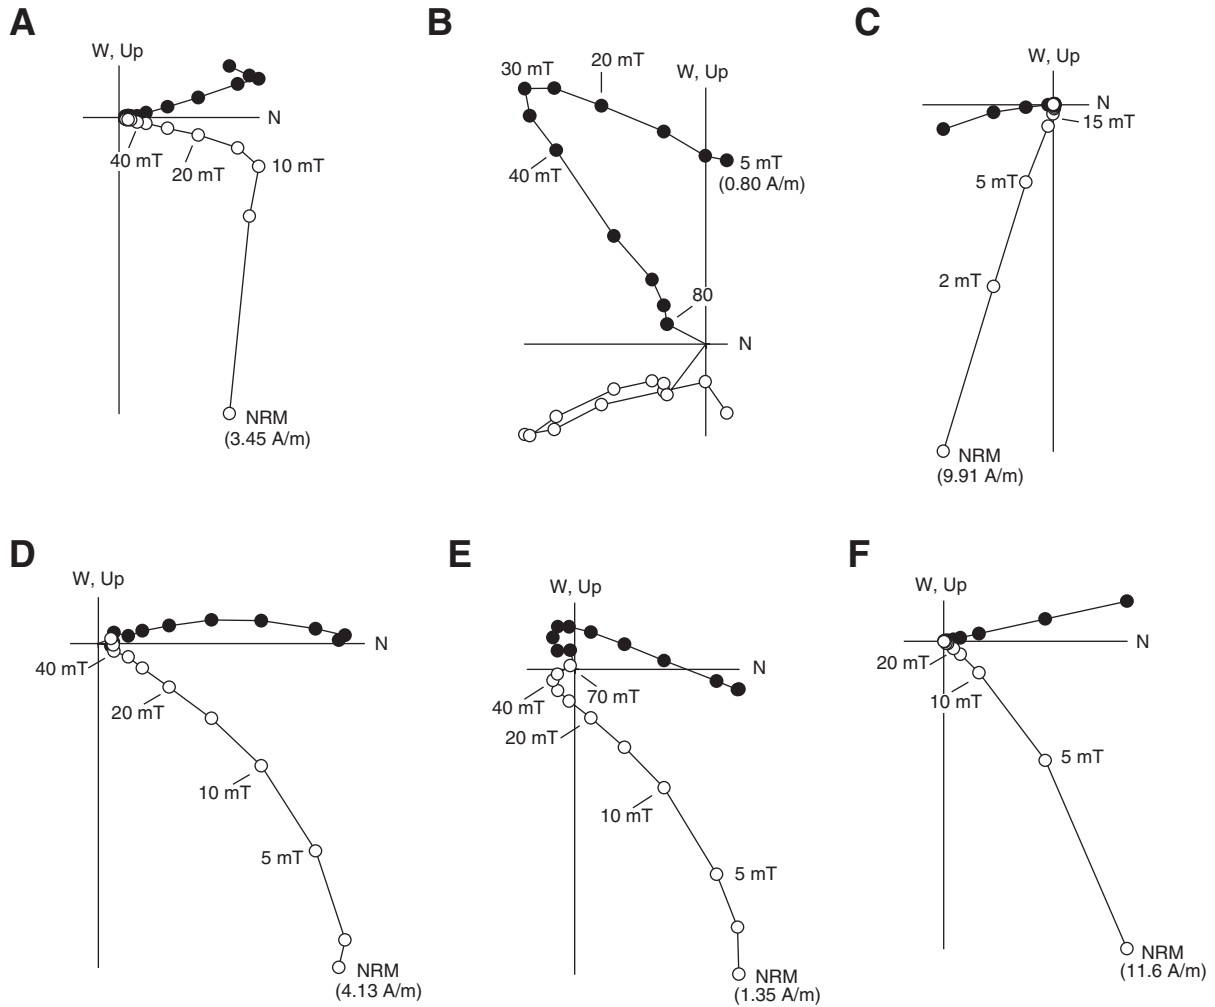 A
W, Up
N
40 mT
20 mT
10 mT
NRM
(3.45 A/m)
B
30 mT
20 mT
W, Up
40 mT
5 mT
(0.80 A/m)
80
N
C
W, Up
N
15 mT
5 mT
2 mT
NRM
(9.91 A/m)
D
W, Up
N
40 mT
20 mT
10 mT
5 mT
NRM
(4.13 A/m)
E
W, Up
N
40 mT
70 mT
20 mT
10 mT
5 mT
NRM
(1.35 A/m)
F
W, Up
N
20 mT
10 mT
5 mT
NRM
(11.6 A/m)